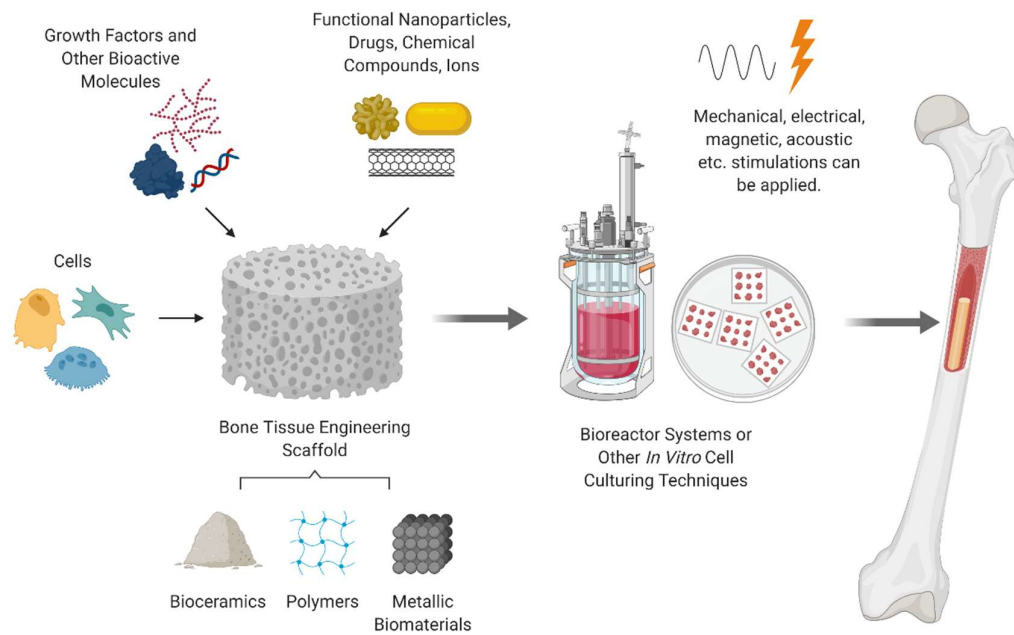 Growth Factors and
Other Bioactive
Molecules
Functional Nanoparticles,
Drugs, Chemical
Compounds, Ions
Mechanical, electrical,
magnetic, acoustic
etc. stimulations can
be applied.
Cells
Bone Tissue Engineering
Scaffold
Bioreactor Systems or
Other In Vitro Cell
Culturing Techniques
Bioceramics
Polymers
Metallic
Biomaterials